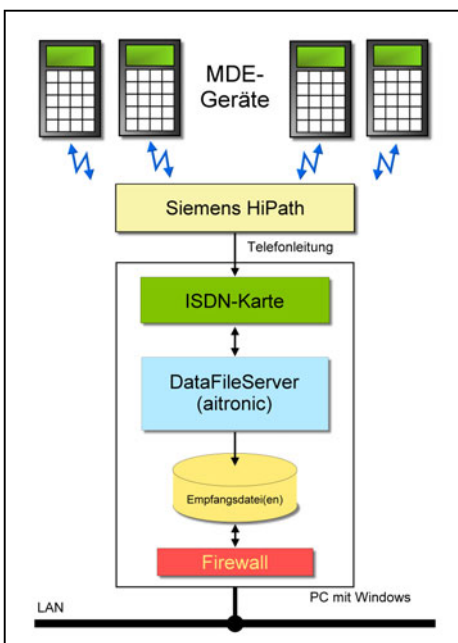 MDE-
Geräte
Siemens HiPath
Telefonleitung
ISDN-Karte
DataFileServer
(aitronic)
Empfangsdatei(en)
Firewall
PC mit Windows
LAN